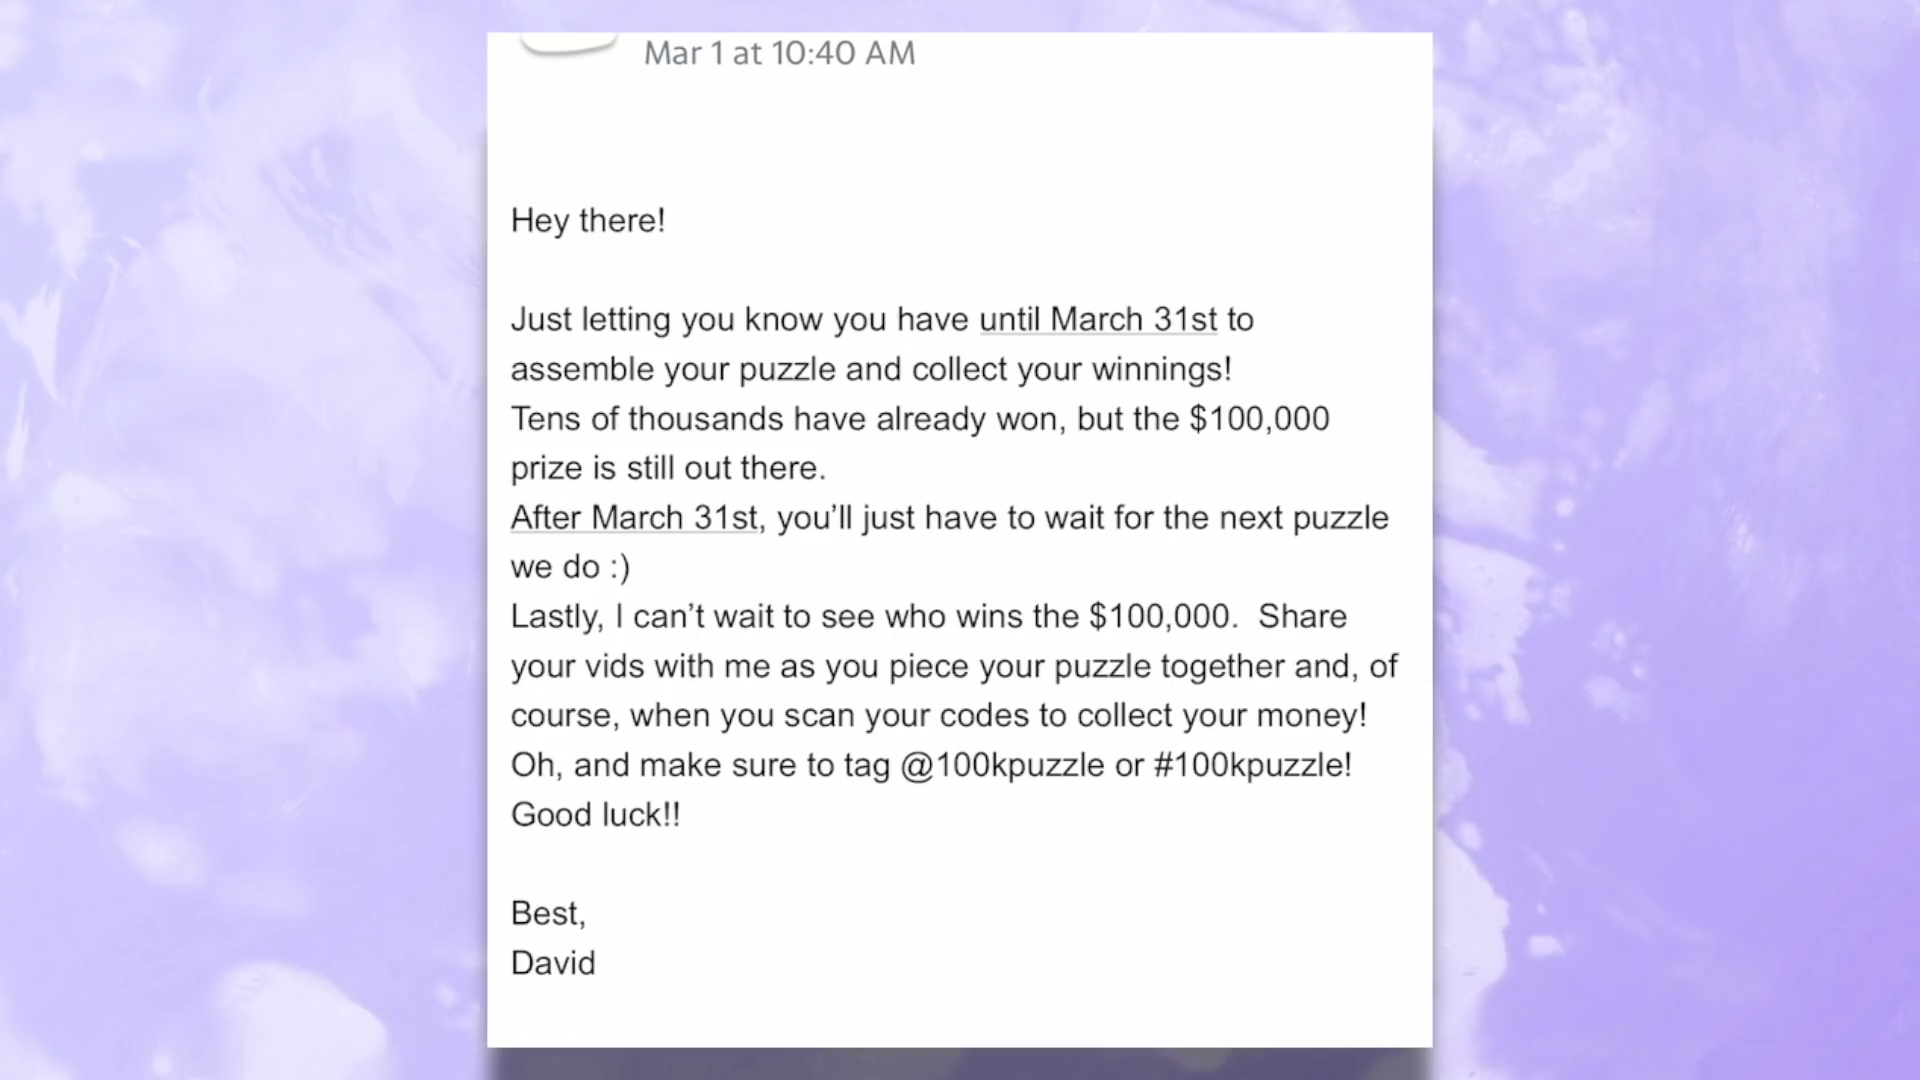 Mar 1 at 10:40 AM
Hey there!
Just letting you know you have until March 31st to
assemble your puzzle and collect your winnings!
Tens of thousands have already won, but the $100,000
prize is still out there.
After March 31st, you’ll just have to wait for the next puzzle
we do :)
Lastly, I can’t wait to see who wins the $100,000.  Share
your vids with me as you piece your puzzle together and, of
course, when you scan your codes to collect your money!
Oh, and make sure to tag @100kpuzzle or #100kpuzzle!
Good luck!!
Best,
David